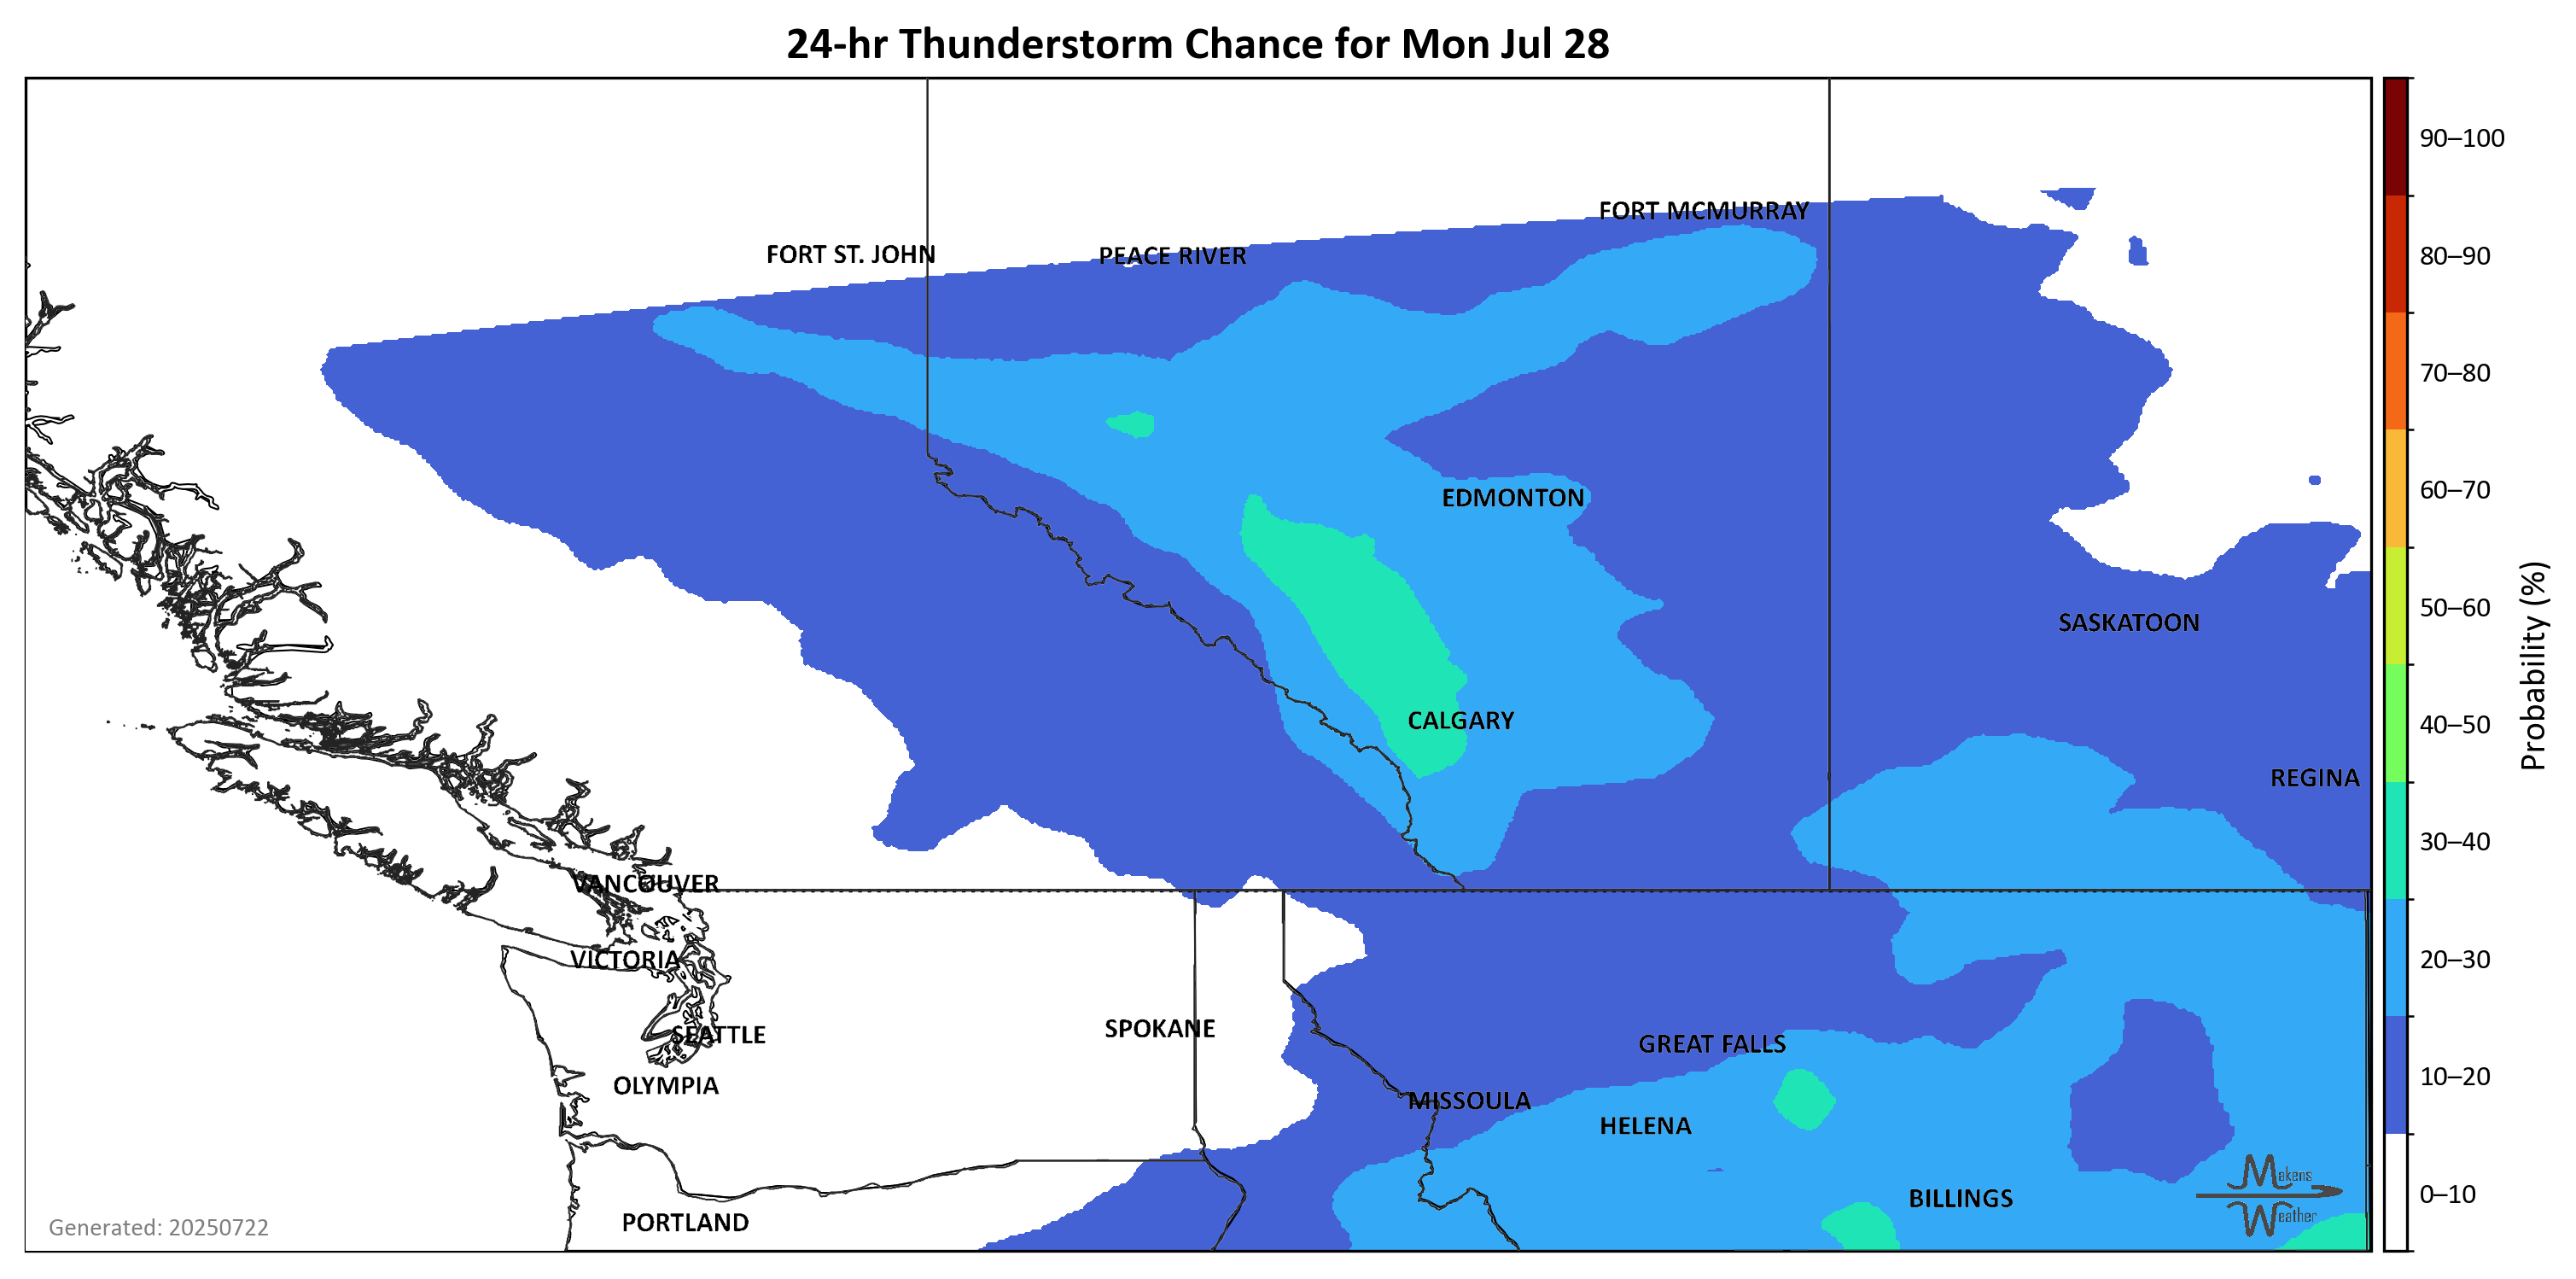 24-hr Thunderstorm Chance for Mon Jul 28
FORT MCMURRAY
FORT ST. JOHN
PEACE RIVER
EDMONTON
SASKATOON
CALGARY
REGINA
VANCOUVER
VICTORIA
SEATTLE
SPOKANE
GREAT FALLS
OLYMPIA
MISSOULA
HELENA
BILLINGS
PORTLAND
Makens
Weather
Generated: 20250722
90–100
80–90
70–80
60–70
50–60
40–50
30–40
20–30
10–20
0–10
Probability (%)